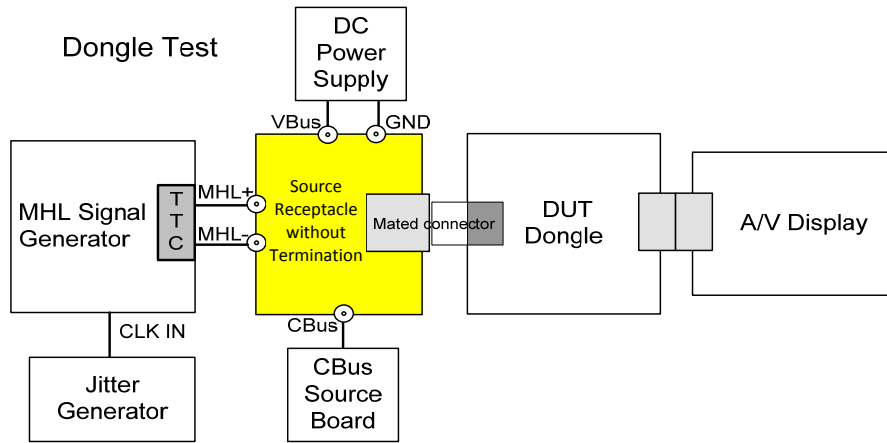 Dongle Test
DC
Power
Supply
VBus
GND
MHL Signal
Generator
T
T
C
MHL+
MHL-
Source
Receptacle
without
Termination
Mated connector
DUT
Dongle
A/V Display
CLK IN
CBus
Jitter
Generator
CBus
Source
Board